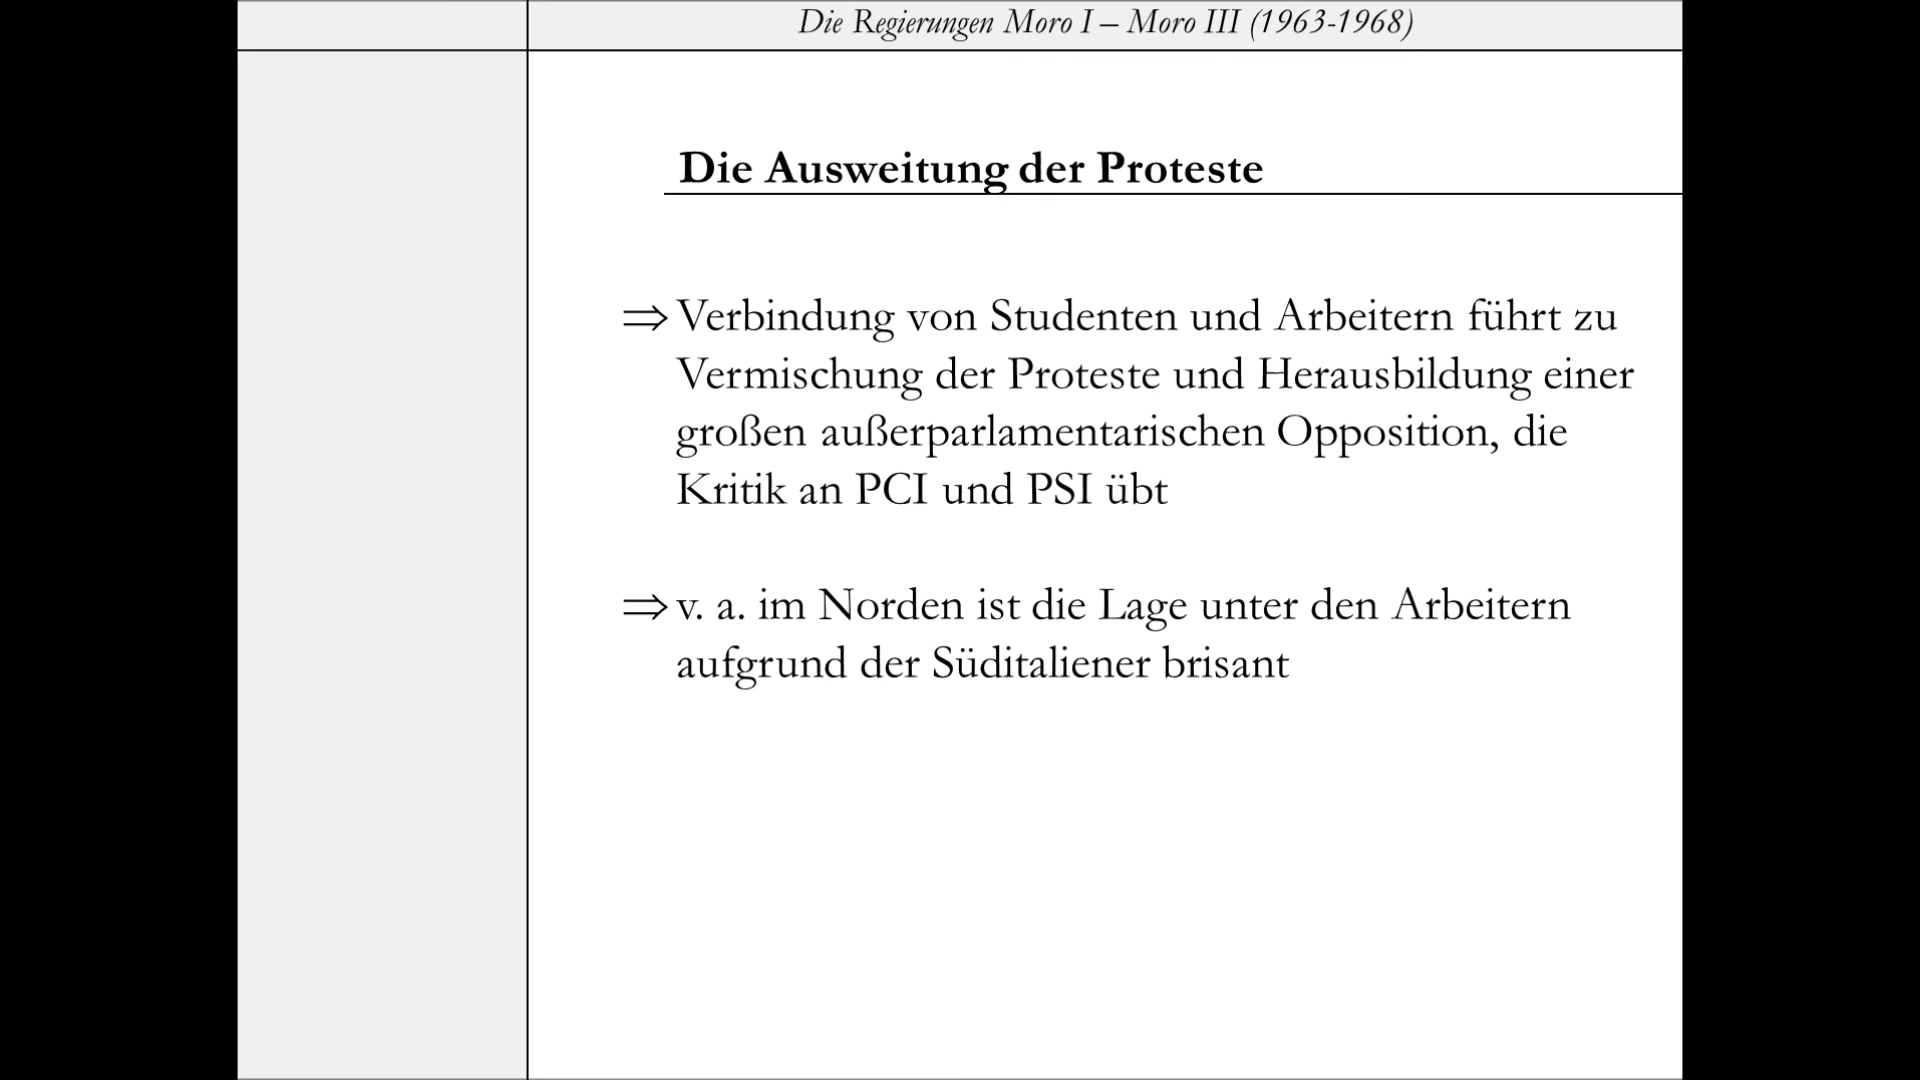 Die Regierungen Moro I – Moro III (1963-1968)
Die Ausweitung der Proteste
⇒ Verbindung von Studenten und Arbeitern führt zu
Vermischung der Proteste und Herausbildung einer
großen außerparlamentarischen Opposition, die
Kritik an PCI und PSI übt
⇒ v. a. im Norden ist die Lage unter den Arbeitern
aufgrund der Süditaliener brisant